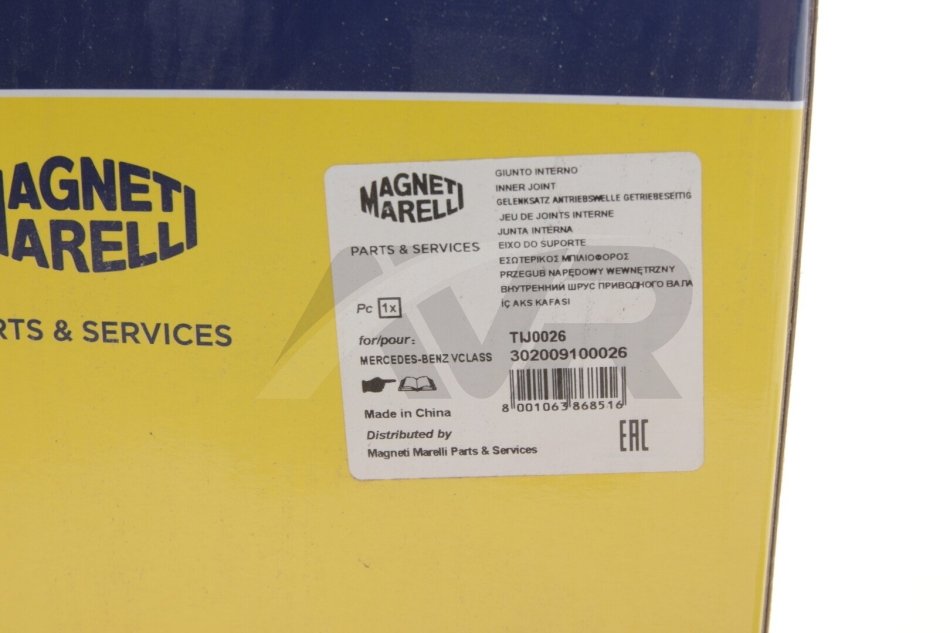 MAGNETI
MARELLI
PARTS & SERVICES
MAGNETI
MARELLI
PARTS & SERVICES
Pc 1x
for/pour:
MERCEDES-BENZ VCLASS
Made in China
Distributed by
Magneti Marelli Parts & Services
GIUNTO INTERNO
INNER JOINT
GELENKSATZ ANTRIEBSWELLE GETRIEBESEITIG
JEU DE JOINTS INTERNE
JUNTA INTERNA
EIXO DO SUPORTE
ΕΣΩΤΕΡΙΚΟΣ ΜΠΙΛΙΟΦΟΡΟΣ
PRZEGUB NAPĘDOWY WEWNĘTRZNY
ВНУТРЕННИЙ ШРУС ПРИВОДНОГО ВАЛА
İÇ AKS KAFASI
TIJ0026
302009100026
8 001063 868516
EAC
AVR